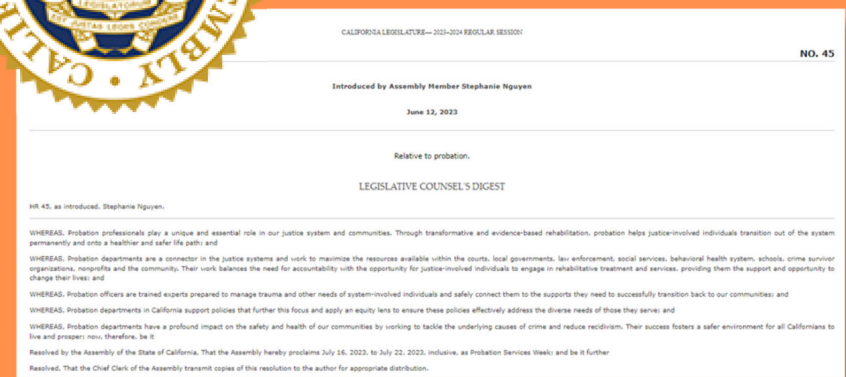 LEGISLATORUM
EST JUSTAS LEGES CONDERE
CALIF
MBLY
CALIFORNIA LEGISLATURE— 2023–2024 REGULAR SESSION
NO. 45
Introduced by Assembly Member Stephanie Nguyen
June 12, 2023
Relative to probation.
LEGISLATIVE COUNSEL'S DIGEST
HR 45, as introduced, Stephanie Nguyen.
WHEREAS, Probation professionals play a unique and essential role in our justice system and communities. Through transformative and evidence-based rehabilitation, probation helps justice-involved individuals transition out of the system
permanently and onto a healthier and safer life path; and
WHEREAS, Probation departments are a connector in the justice systems and work to maximize the resources available within the courts, local governments, law enforcement, social services, behavioral health system, schools, crime survivor
organizations, nonprofits and the community. Their work balances the need for accountability with the opportunity for justice-involved individuals to engage in rehabilitative treatment and services, providing them the support and opportunity to
change their lives; and
WHEREAS, Probation officers are trained experts prepared to manage trauma and other needs of system-involved individuals and safely connect them to the supports they need to successfully transition back to our communities; and
WHEREAS, Probation departments in California support policies that further this focus and apply an equity lens to ensure these policies effectively address the diverse needs of those they serve; and
WHEREAS, Probation departments have a profound impact on the safety and health of our communities by working to tackle the underlying causes of crime and reduce recidivism. Their success fosters a safer environment for all Californians to
live and prosper; now, therefore, be it
Resolved by the Assembly of the State of California, That the Assembly hereby proclaims July 16, 2023, to July 22, 2023, inclusive, as Probation Services Week; and be it further
Resolved, That the Chief Clerk of the Assembly transmit copies of this resolution to the author for appropriate distribution.